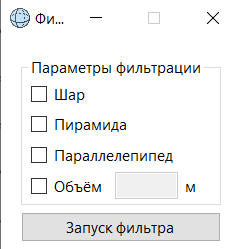 Фи...
Параметры фильтрации
Шар
Пирамида
Параллелепипед
Объём м
Запуск фильтра